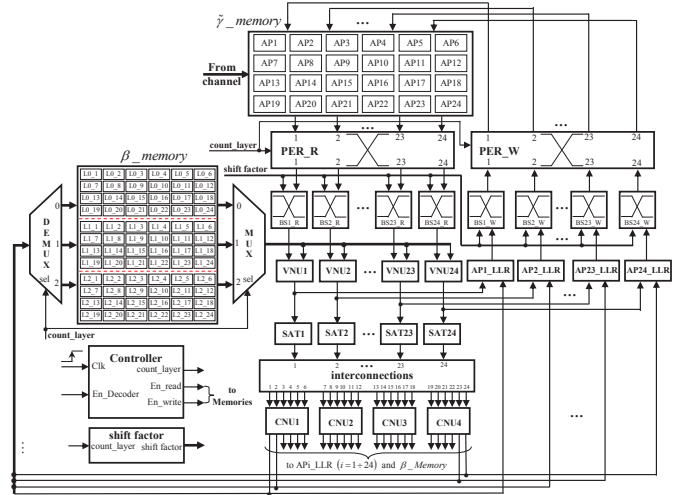 γ̃_memory
...
AP1 AP2 AP3 AP4 AP5 AP6
AP7 AP8 AP9 AP10 AP11 AP12
AP13 AP14 AP15 AP16 AP17 AP18
AP19 AP20 AP21 AP22 AP23 AP24
From
channel
...
count_layer
1 2 23 24
PER_R
1 2 23 24
...
1 2 23 24
PER_W
1 2 23 24
shift factor
β_memory
L0_1 L0_2 L0_3 L0_4 L0_5 L0_6
L0_7 L0_8 L0_9 L0_10 L0_11 L0_12
L0_13 L0_14 L0_15 L0_16 L0_17 L0_18
L0_19 L0_20 L0_21 L0_22 L0_23 L0_24
L1_1 L1_2 L1_3 L1_4 L1_5 L1_6
L1_7 L1_8 L1_9 L1_10 L1_11 L1_12
L1_13 L1_14 L1_15 L1_16 L1_17 L1_18
L1_19 L1_20 L1_21 L1_22 L1_23 L1_24
L2_1 L2_2 L2_3 L2_4 L2_5 L2_6
L2_7 L2_8 L2_9 L2_10 L2_11 L2_12
L2_13 L2_14 L2_15 L2_16 L2_17 L2_18
L2_19 L2_20 L2_21 L2_22 L2_23 L2_24
DEMUX
0
1
2
sel
MUX
0
1
2
sel
count_layer
BS1_R BS2_R ... BS23_R BS24_R
BS1_W BS2_W ... BS23_W BS24_W
VNU1 VNU2 ... VNU23 VNU24
AP1_LLR AP2_LLR AP23_LLR AP24_LLR
...
SAT1 SAT2 ... SAT23 SAT24
1 2 ... 23 24
interconnections
1 2 3 4 5 6 7 8 9 10 11 12 13 14 15 16 17 18 19 20 21 22 23 24
CNU1 CNU2 CNU3 CNU4
...
to APi_LLR (i = 1 ÷ 24) and β_Memory
Controller
Clk
count_layer
En_read
En_Decoder
En_write
to
Memories
shift factor
count_layer shift factor
...